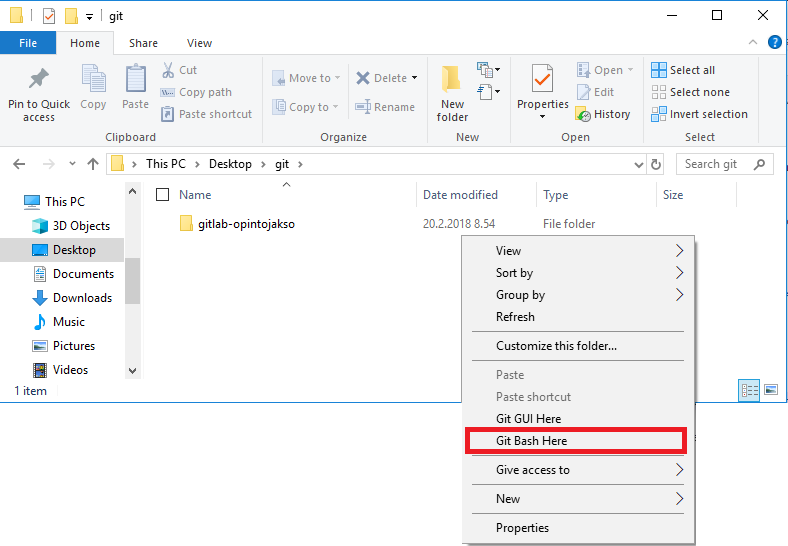 git
File Home Share View
Pin to Quick access
Copy
Paste
Cut
Copy path
Paste shortcut
Clipboard
Move to
Copy to
Delete
Rename
Organize
New folder
New
Properties
Open
Edit
History
Open
Select all
Select none
Invert selection
Select
This PC Desktop git
Search git
This PC
3D Objects
Desktop
Documents
Downloads
Music
Pictures
Videos
Name Date modified Type Size
gitlab-opintojakso 20.2.2018 8.54 File folder
1 item
View
Sort by
Group by
Refresh
Customize this folder...
Paste
Paste shortcut
Git GUI Here
Git Bash Here
Give access to
New
Properties